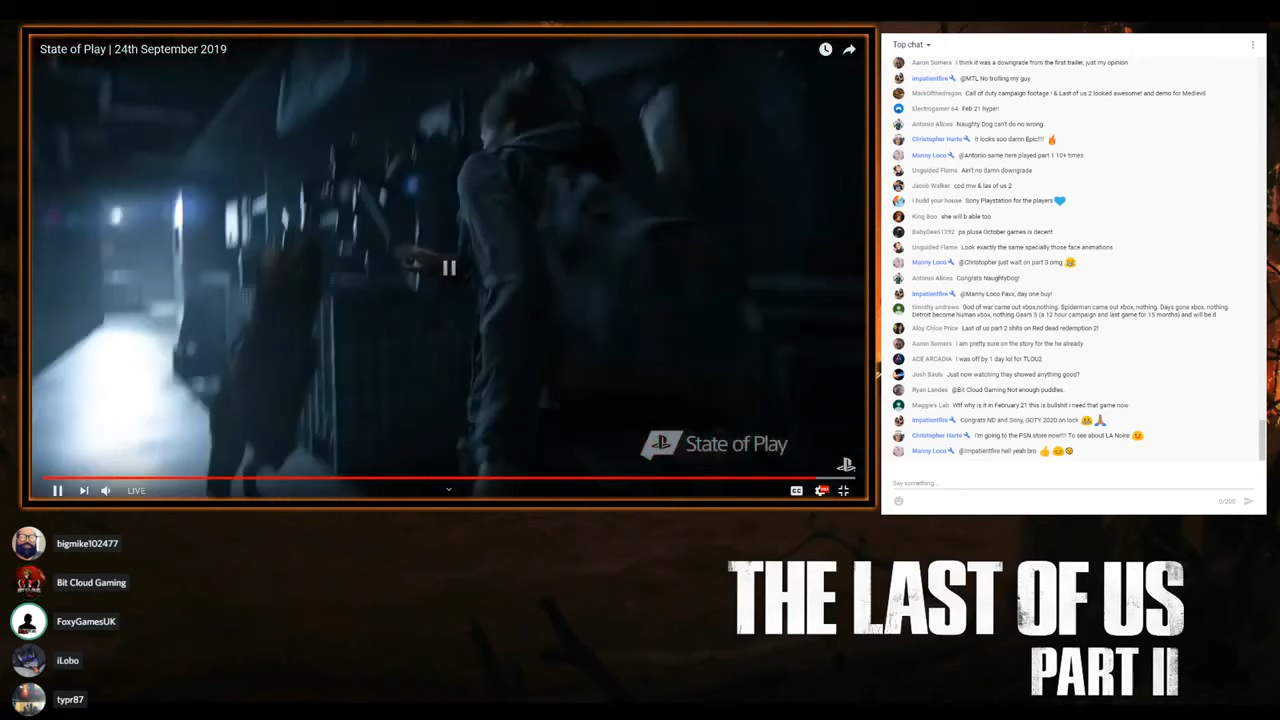 State of Play | 24th September 2019
State of Play
LIVE
CC
Top chat
Aaron Somers I think it was a downgrade from the first trailer, just my opinion
Impatientfire @MTL No trolling my guy
MarkOfthedragon Call of duty campaign footage ! & Last of us 2 looked awesome! and demo for Medievil
Electrogamer 64 Feb 21 hype!!
Antonio Alicea Naughty Dog can't do no wrong.
Christopher Harte It looks soo damn Epic!!!!
Manny Loco @Antonio same here played part 1 10+ times
Unguided Flame Ain't no damn downgrade
Jacob Walker cod mw & las of us 2
I build your house Sony Playstation for the players
King Boo she will b able too
BabyDee61392 ps pluse October games is decent
Unguided Flame Look exactly the same specially those face animations
Manny Loco @Christopher just wait on part 3 omg
Antonio Alicea Congrats NaughtyDog!
Impatientfire @Manny Loco Faxx, day one buy!
timothy andrews God of war came out xbox,nothing. Spiderman came out xbox, nothing. Days gone xbox, nothing.
Detroit become human xbox, nothing.Gears 5 (a 12 hour campaign and last game for 15 months) and will be d
Aloy Chloe Price Last of us part 2 shits on Red dead redemption 2!
Aaron Somers I am pretty sure on the story for the he already
ACE ARCADIA I was off by 1 day lol for TLOU2
Josh Sauls Just now watching they showed anything good?
Ryan Landes @Bit Cloud Gaming Not enough puddles.
Maggie's Lab Wtf why is it in February 21 this is bullshit i need that game now
Impatientfire Congrats ND and Sony, GOTY 2020 on lock
Christopher Harte I'm going to the PSN store now!!!! To see about LA Noire
Manny Loco @Impatientfire hell yeah bro
Say something...
0/200
bigmike102477
Bit Cloud Gaming
FoxyGamesUK
iLobo
typr87
THE LAST OF US
PART II